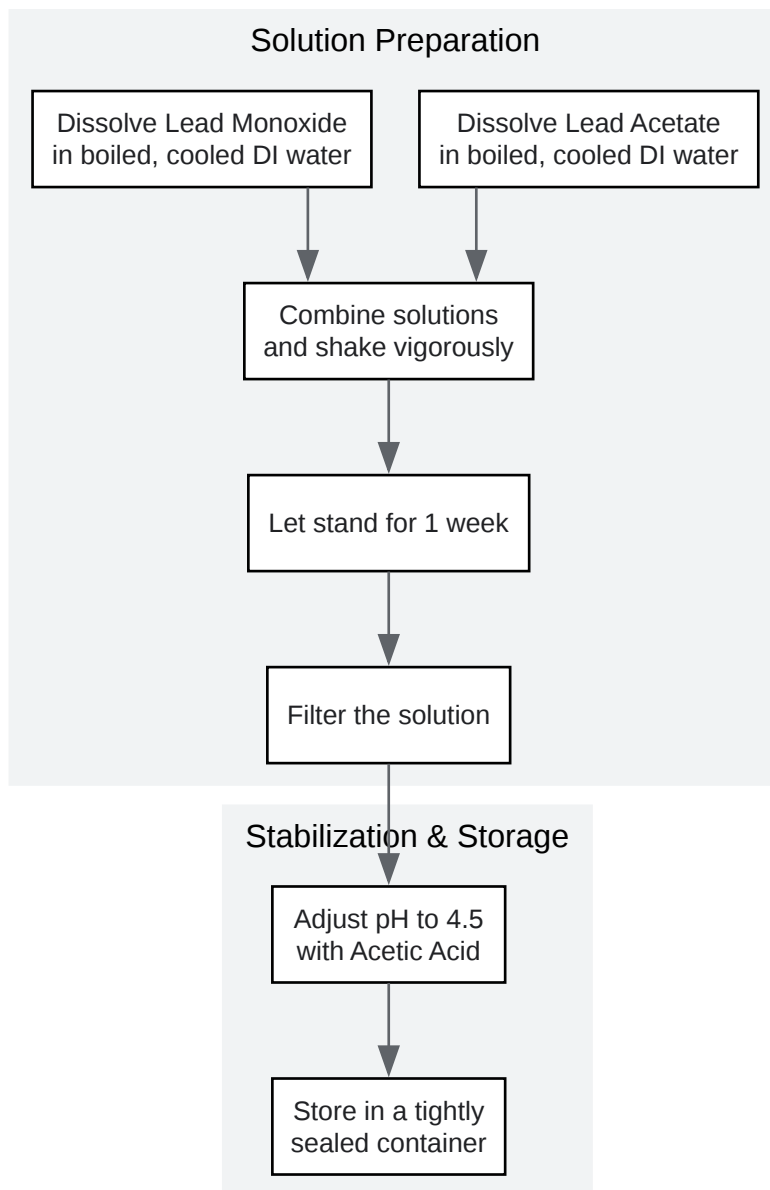 Solution Preparation
Dissolve Lead Monoxide
in boiled, cooled DI water
Dissolve Lead Acetate
in boiled, cooled DI water
Combine solutions
and shake vigorously
Let stand for 1 week
Filter the solution
Stabilization & Storage
Adjust pH to 4.5
with Acetic Acid
Store in a tightly
sealed container